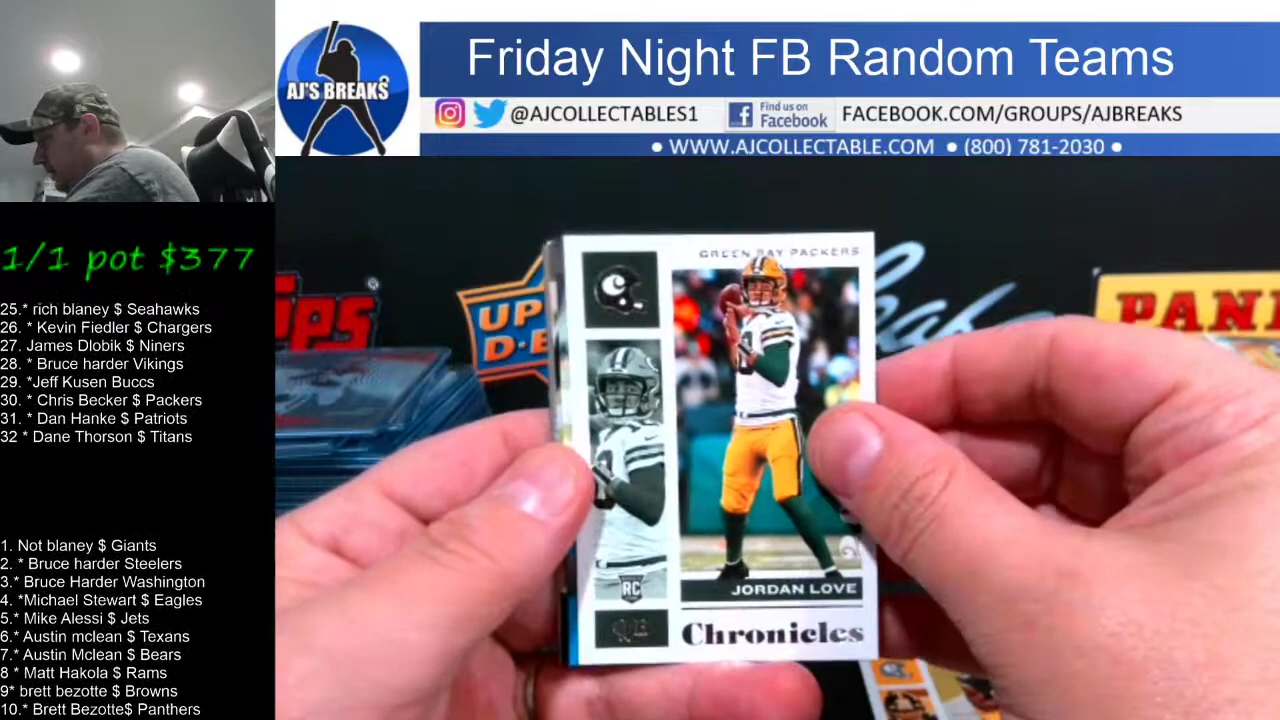 Friday Night FB Random Teams
AJ'S BREAKS
@AJCOLLECTABLES1
Find us on
Facebook
FACEBOOK.COM/GROUPS/AJBREAKS
• WWW.AJCOLLECTABLE.COM • (800) 781-2030 •
1/1 pot $377
25.* rich blaney $ Seahawks
26. * Kevin Fiedler $ Chargers
27. James Dlobik $ Niners
28. * Bruce harder Vikings
29. *Jeff Kusen Buccs
30. * Chris Becker $ Packers
31. * Dan Hanke $ Patriots
32 * Dane Thorson $ Titans
1. Not blaney $ Giants
2. * Bruce harder Steelers
3.* Bruce Harder Washington
4. *Michael Stewart $ Eagles
5.* Mike Alessi $ Jets
6.* Austin mclean $ Texans
7.* Austin Mclean $ Bears
8 * Matt Hakola $ Rams
9* brett bezotte $ Browns
10.* Brett Bezotte$ Panthers
GREEN BAY PACKERS
RC
JORDAN LOVE
Chronicles
UP
D·E
PANI